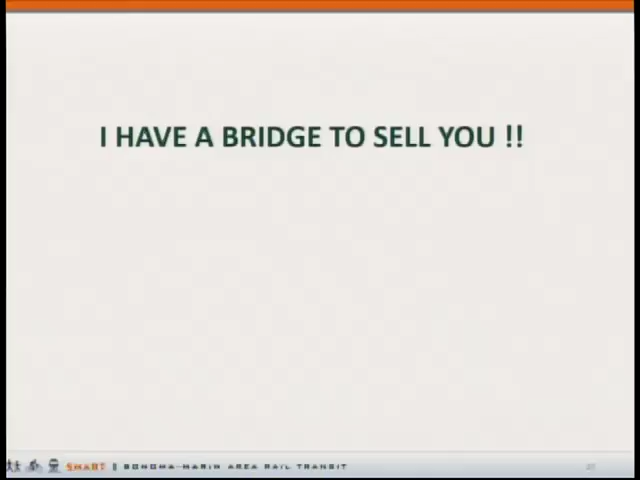 I HAVE A BRIDGE TO SELL YOU !!
SMART | SONOMA-MARIN AREA RAIL TRANSIT